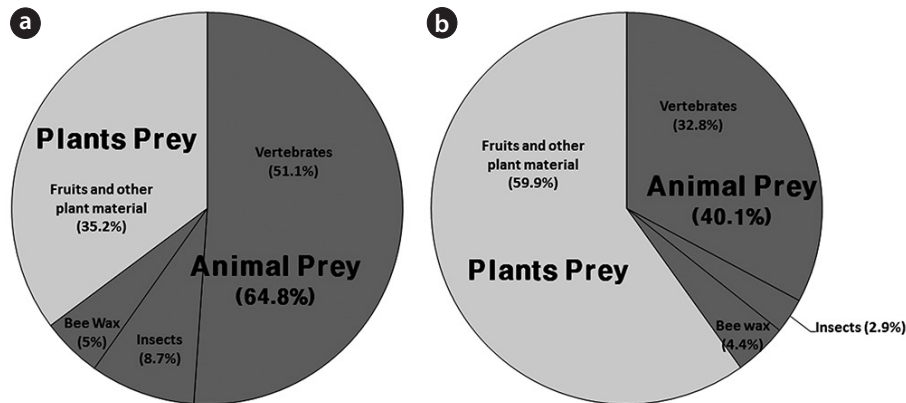 a
Plants Prey
Fruits and other
plant material
(35.2%)
Vertebrates
(51.1%)
Animal Prey
(64.8%)
Bee Wax
(5%)
Insects
(8.7%)
b
Vertebrates
(32.8%)
Fruits and other
plant material
(59.9%)
Animal Prey
(40.1%)
Plants Prey
Bee wax
(4.4%)
Insects (2.9%)